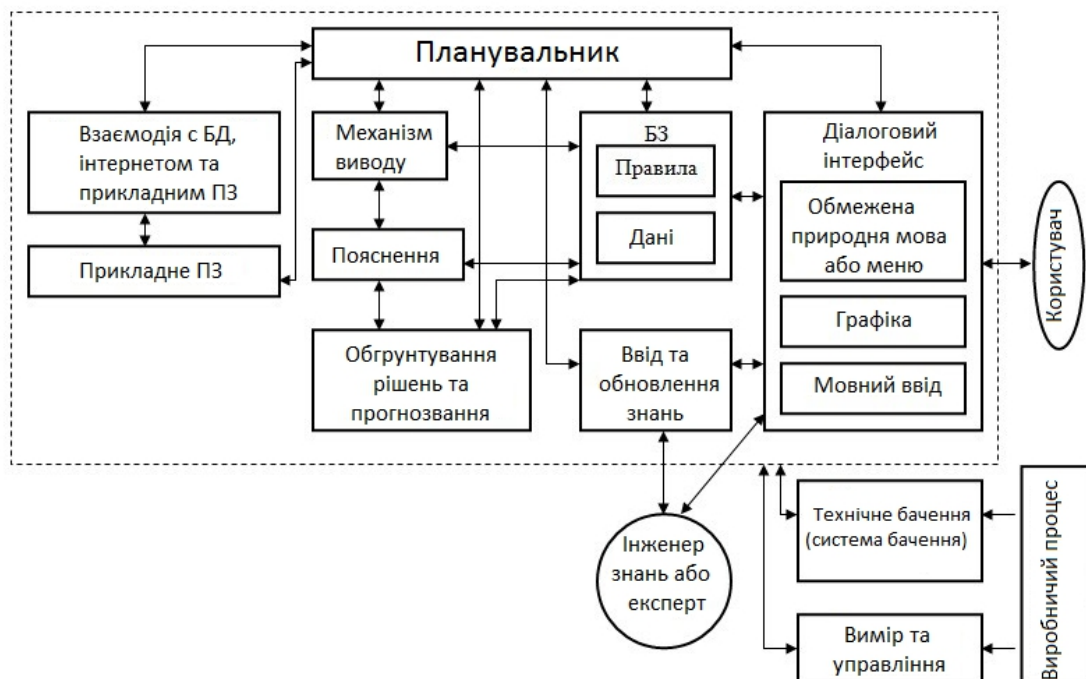 Планувальник
Взаємодія с БД,
інтернетом та
прикладним ПЗ
Прикладне ПЗ
Механізм
виводу
Пояснення
Обгрунтування
рішень та
прогнозвання
БЗ
Правила
Дані
Ввід та
обновлення
знань
Діалоговий
інтерфейс
Обмежена
природня мова
або меню
Графіка
Мовний ввід
Користувач
Інженер
знань або
експерт
Технічне бачення
(система бачення)
Вимір та
управління
Виробничий процес